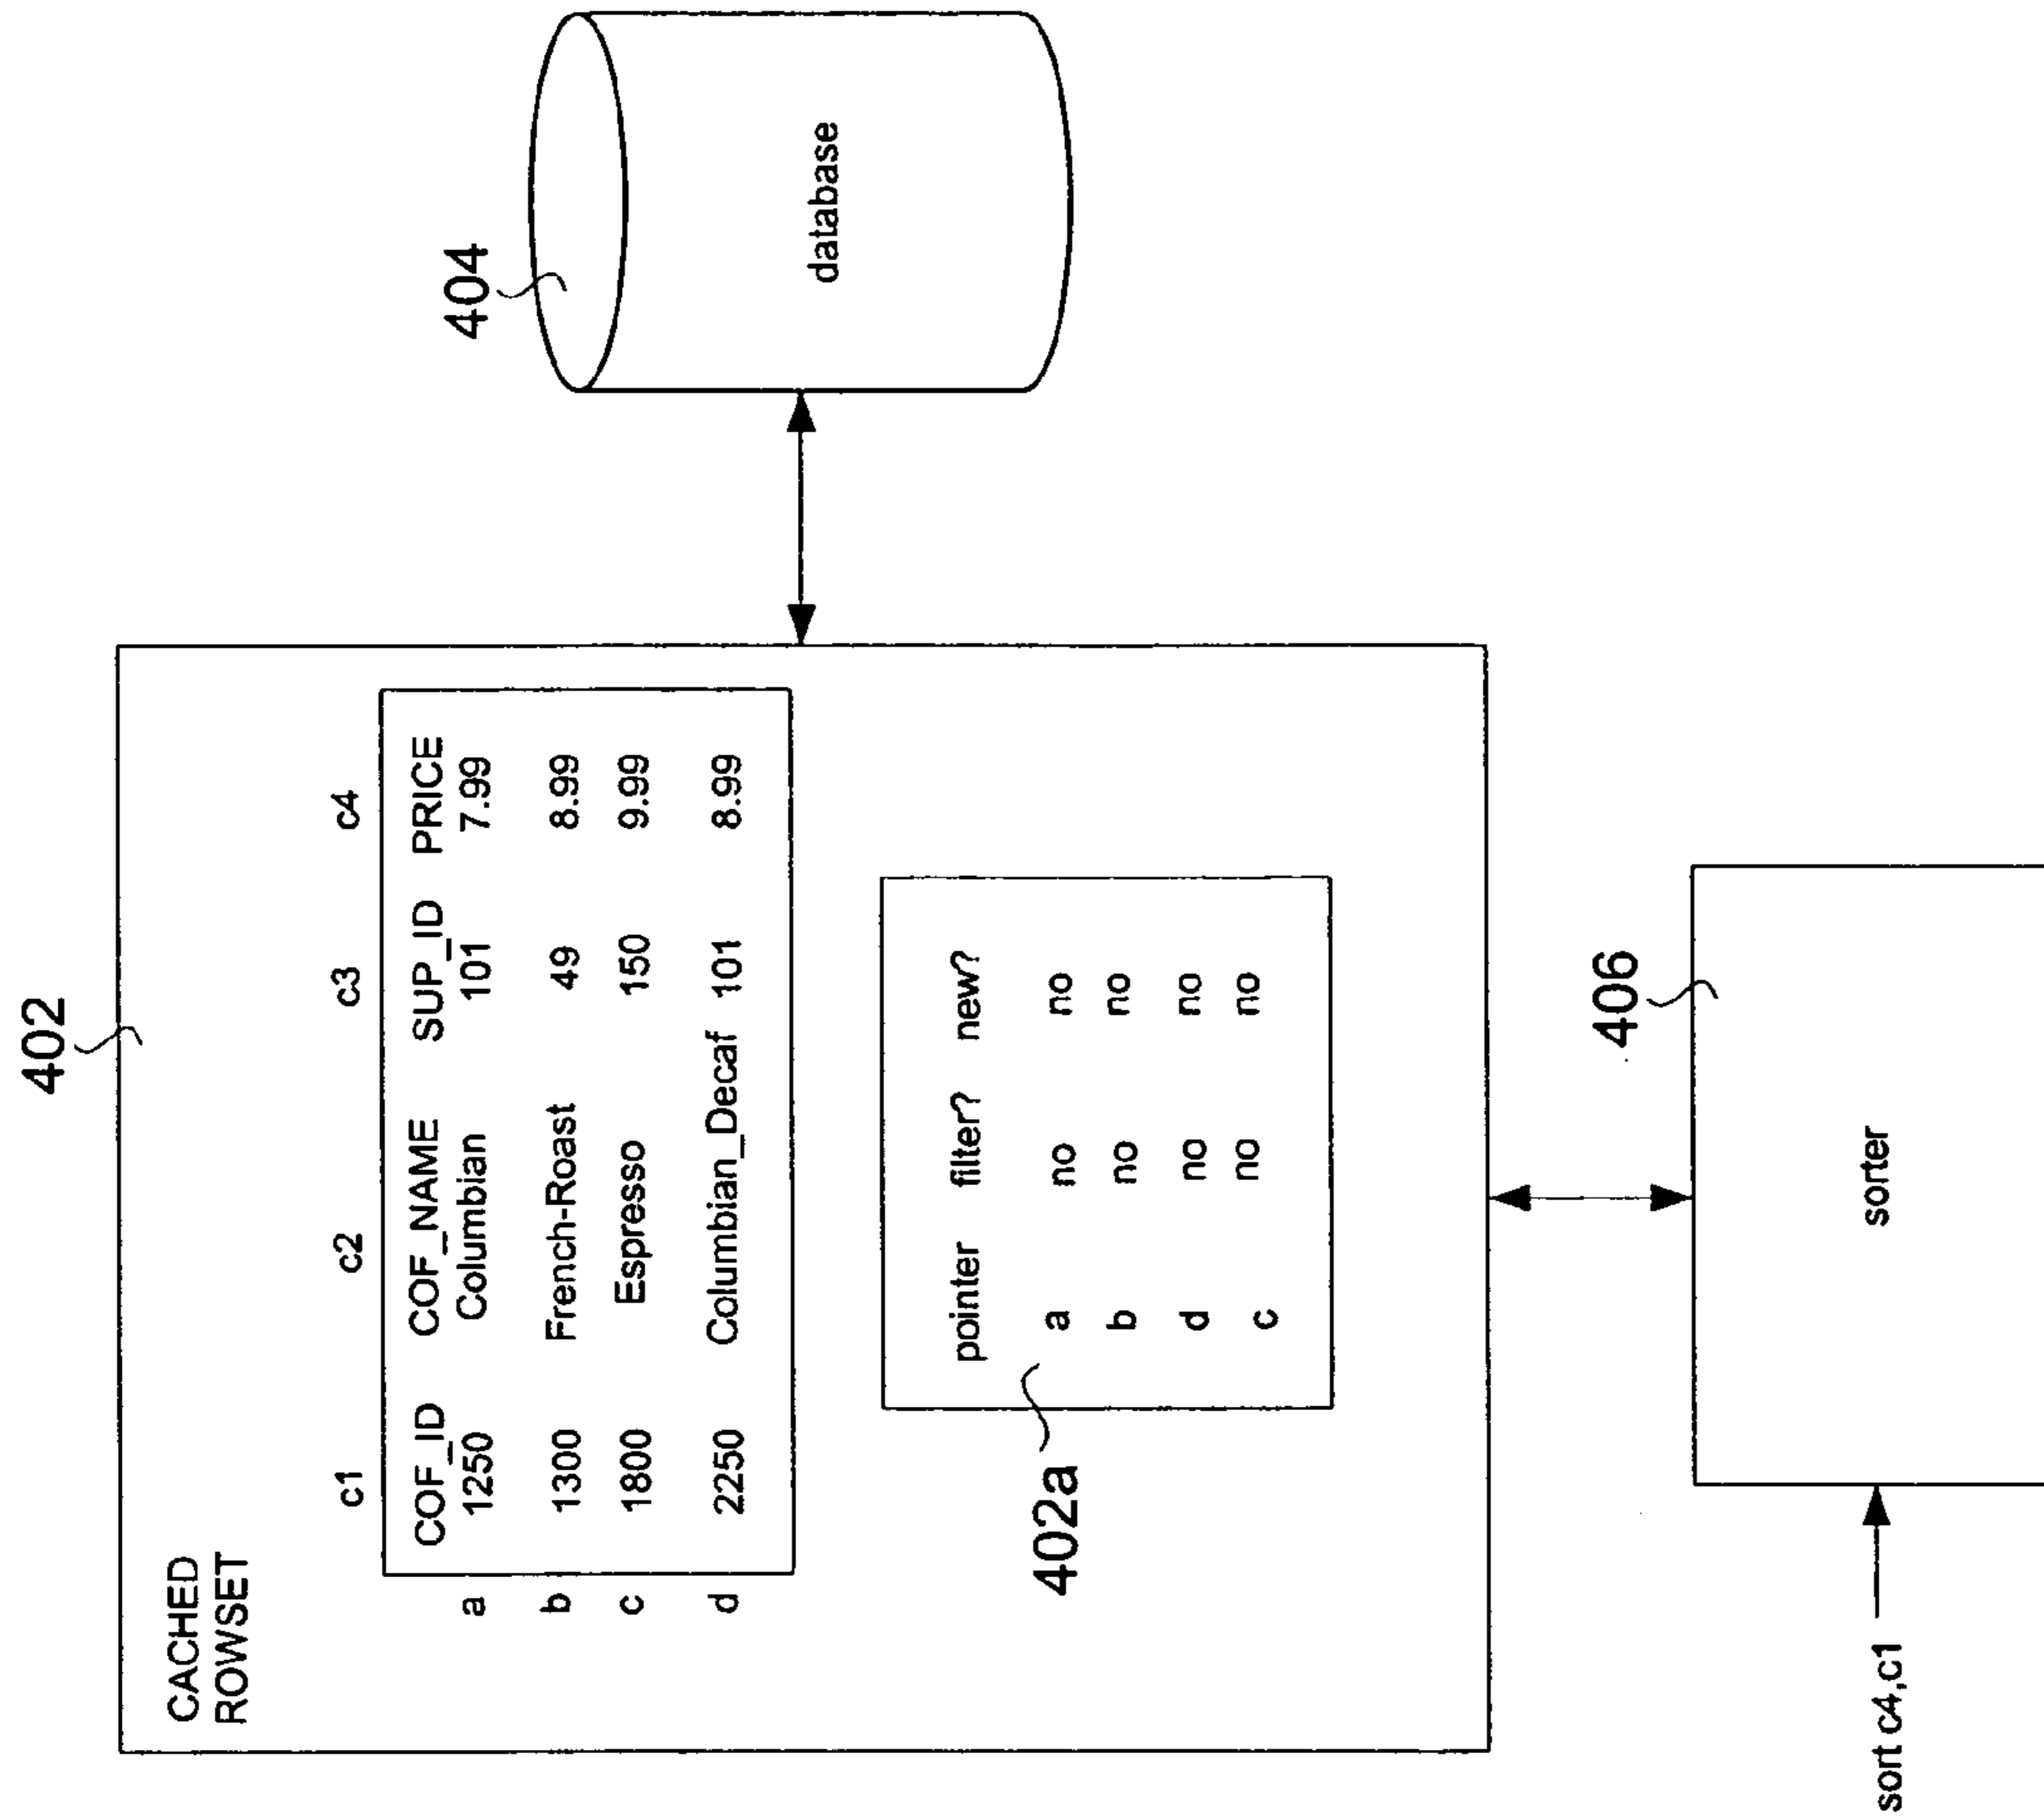 402
CACHED
ROWSET
c1 c2 c3 c4
COF_ID COF_NAME SUP_ID PRICE
a 1250 Columbian 101 7.99
b 1300 French-Roast 49 8.99
c 1800 Espresso 150 9.99
d 2250 Columbian_Decaf 101 8.99
404
database
402a
pointer filter? new?
a no no
b no no
d no no
c no no
406
sorter
sort c4,c1